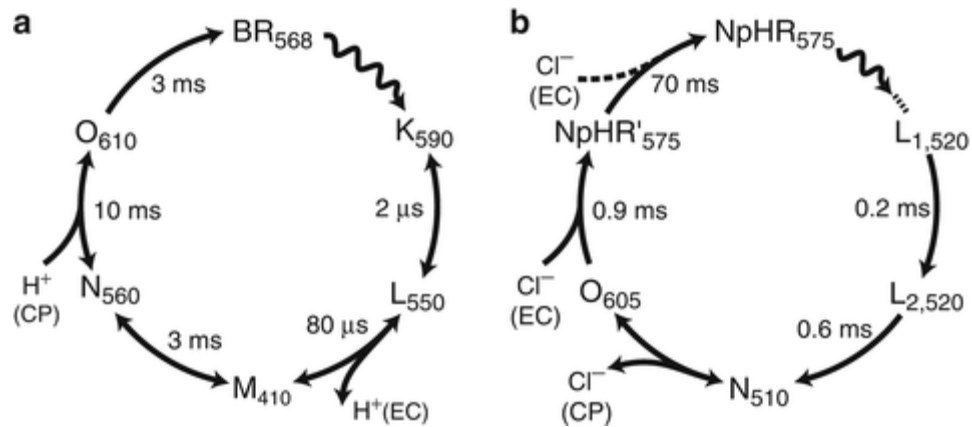 a
BR₅₆₈
3 ms
O₆₁₀
K₅₉₀
10 ms
2 µs
H⁺
(CP)
N₅₆₀
L₅₅₀
3 ms
80 µs
M₄₁₀
H⁺(EC)
b
NpHR₅₇₅
Cl⁻
(EC)
70 ms
NpHR'₅₇₅
L₁,₅₂₀
0.9 ms
0.2 ms
Cl⁻
(EC)
O₆₀₅
L₂,₅₂₀
0.6 ms
Cl⁻
(CP)
N₅₁₀